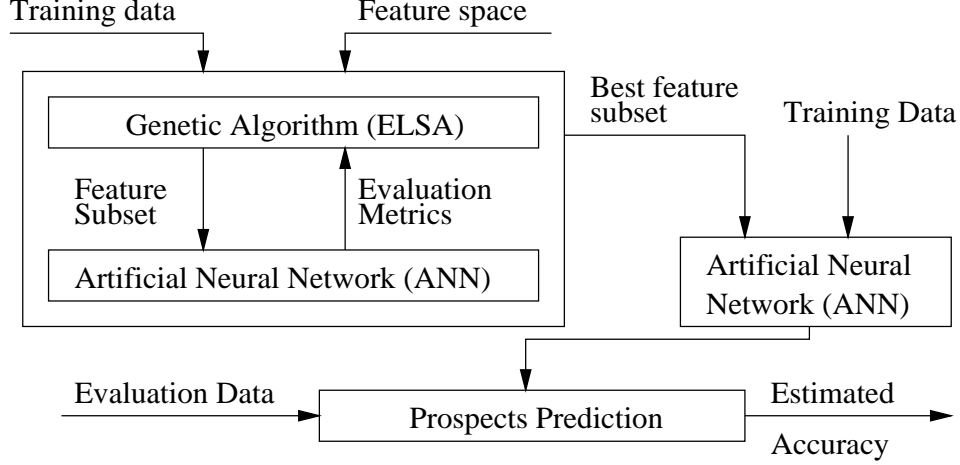 Training data
Feature space
Genetic Algorithm (ELSA)
Feature
Subset
Evaluation
Metrics
Artificial Neural Network (ANN)
Best feature
subset
Training Data
Artificial Neural
Network (ANN)
Evaluation Data
Prospects Prediction
Estimated
Accuracy